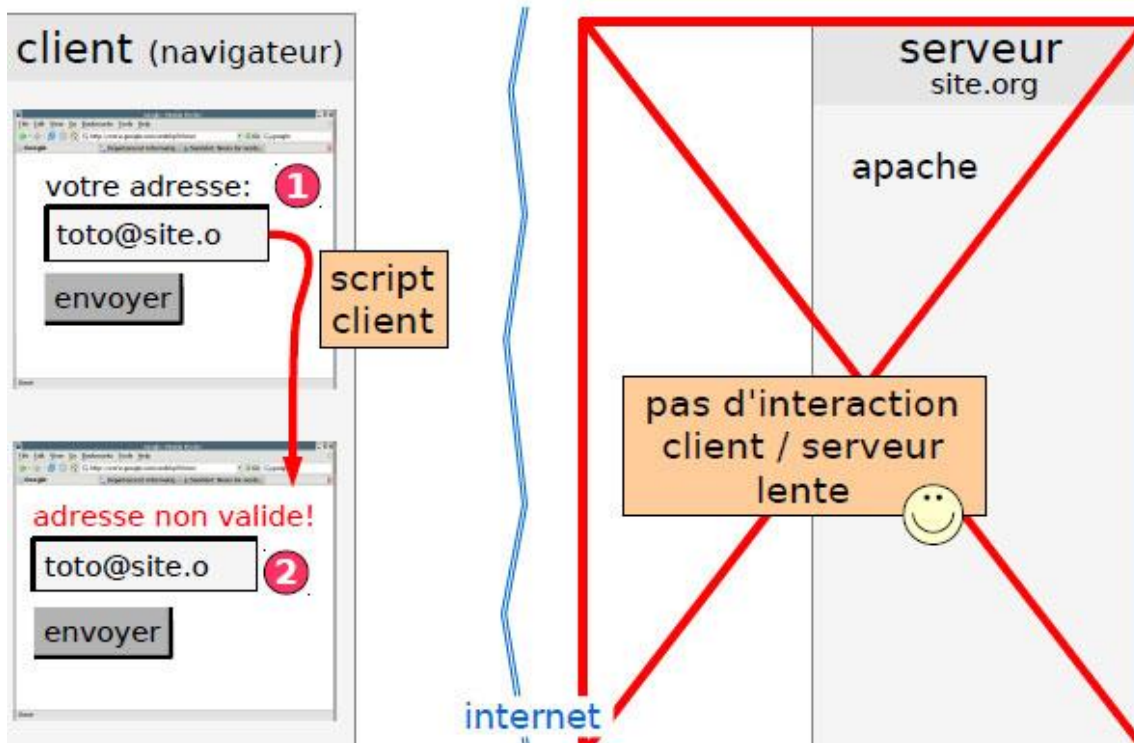 client (navigateur)
votre adresse:
1
toto@site.o
envoyer
script
client
adresse non valide!
toto@site.o
2
envoyer
internet
serveur
site.org
apache
pas d'interaction
client / serveur
lente